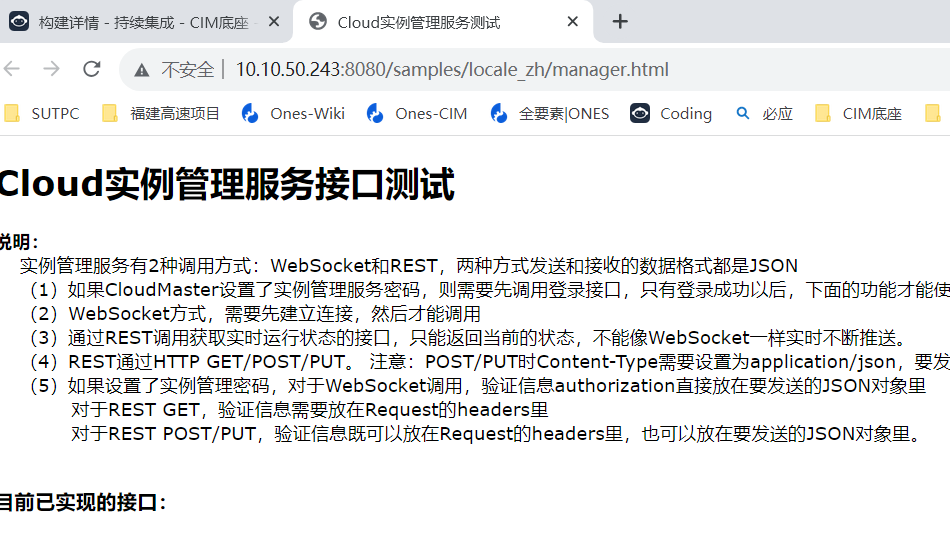 构建详情 - 持续集成 - CIM底座 -
Cloud实例管理服务测试
不安全 | 10.10.50.243:8080/samples/locale_zh/manager.html
SUTPC 福建高速项目 Ones-Wiki Ones-CIM 全要素|ONES Coding 必应 CIM底座
Cloud实例管理服务接口测试
说明：
实例管理服务有2种调用方式：WebSocket和REST，两种方式发送和接收的数据格式都是JSON
（1）如果CloudMaster设置了实例管理服务密码，则需要先调用登录接口，只有登录成功以后，下面的功能才能使
（2）WebSocket方式，需要先建立连接，然后才能调用
（3）通过REST调用获取实时运行状态的接口，只能返回当前的状态，不能像WebSocket一样实时不断推送。
（4）REST通过HTTP GET/POST/PUT。 注意：POST/PUT时Content-Type需要设置为application/json，要发
（5）如果设置了实例管理密码，对于WebSocket调用，验证信息authorization直接放在要发送的JSON对象里
对于REST GET，验证信息需要放在Request的headers里
对于REST POST/PUT，验证信息既可以放在Request的headers里，也可以放在要发送的JSON对象里。
目前已实现的接口：